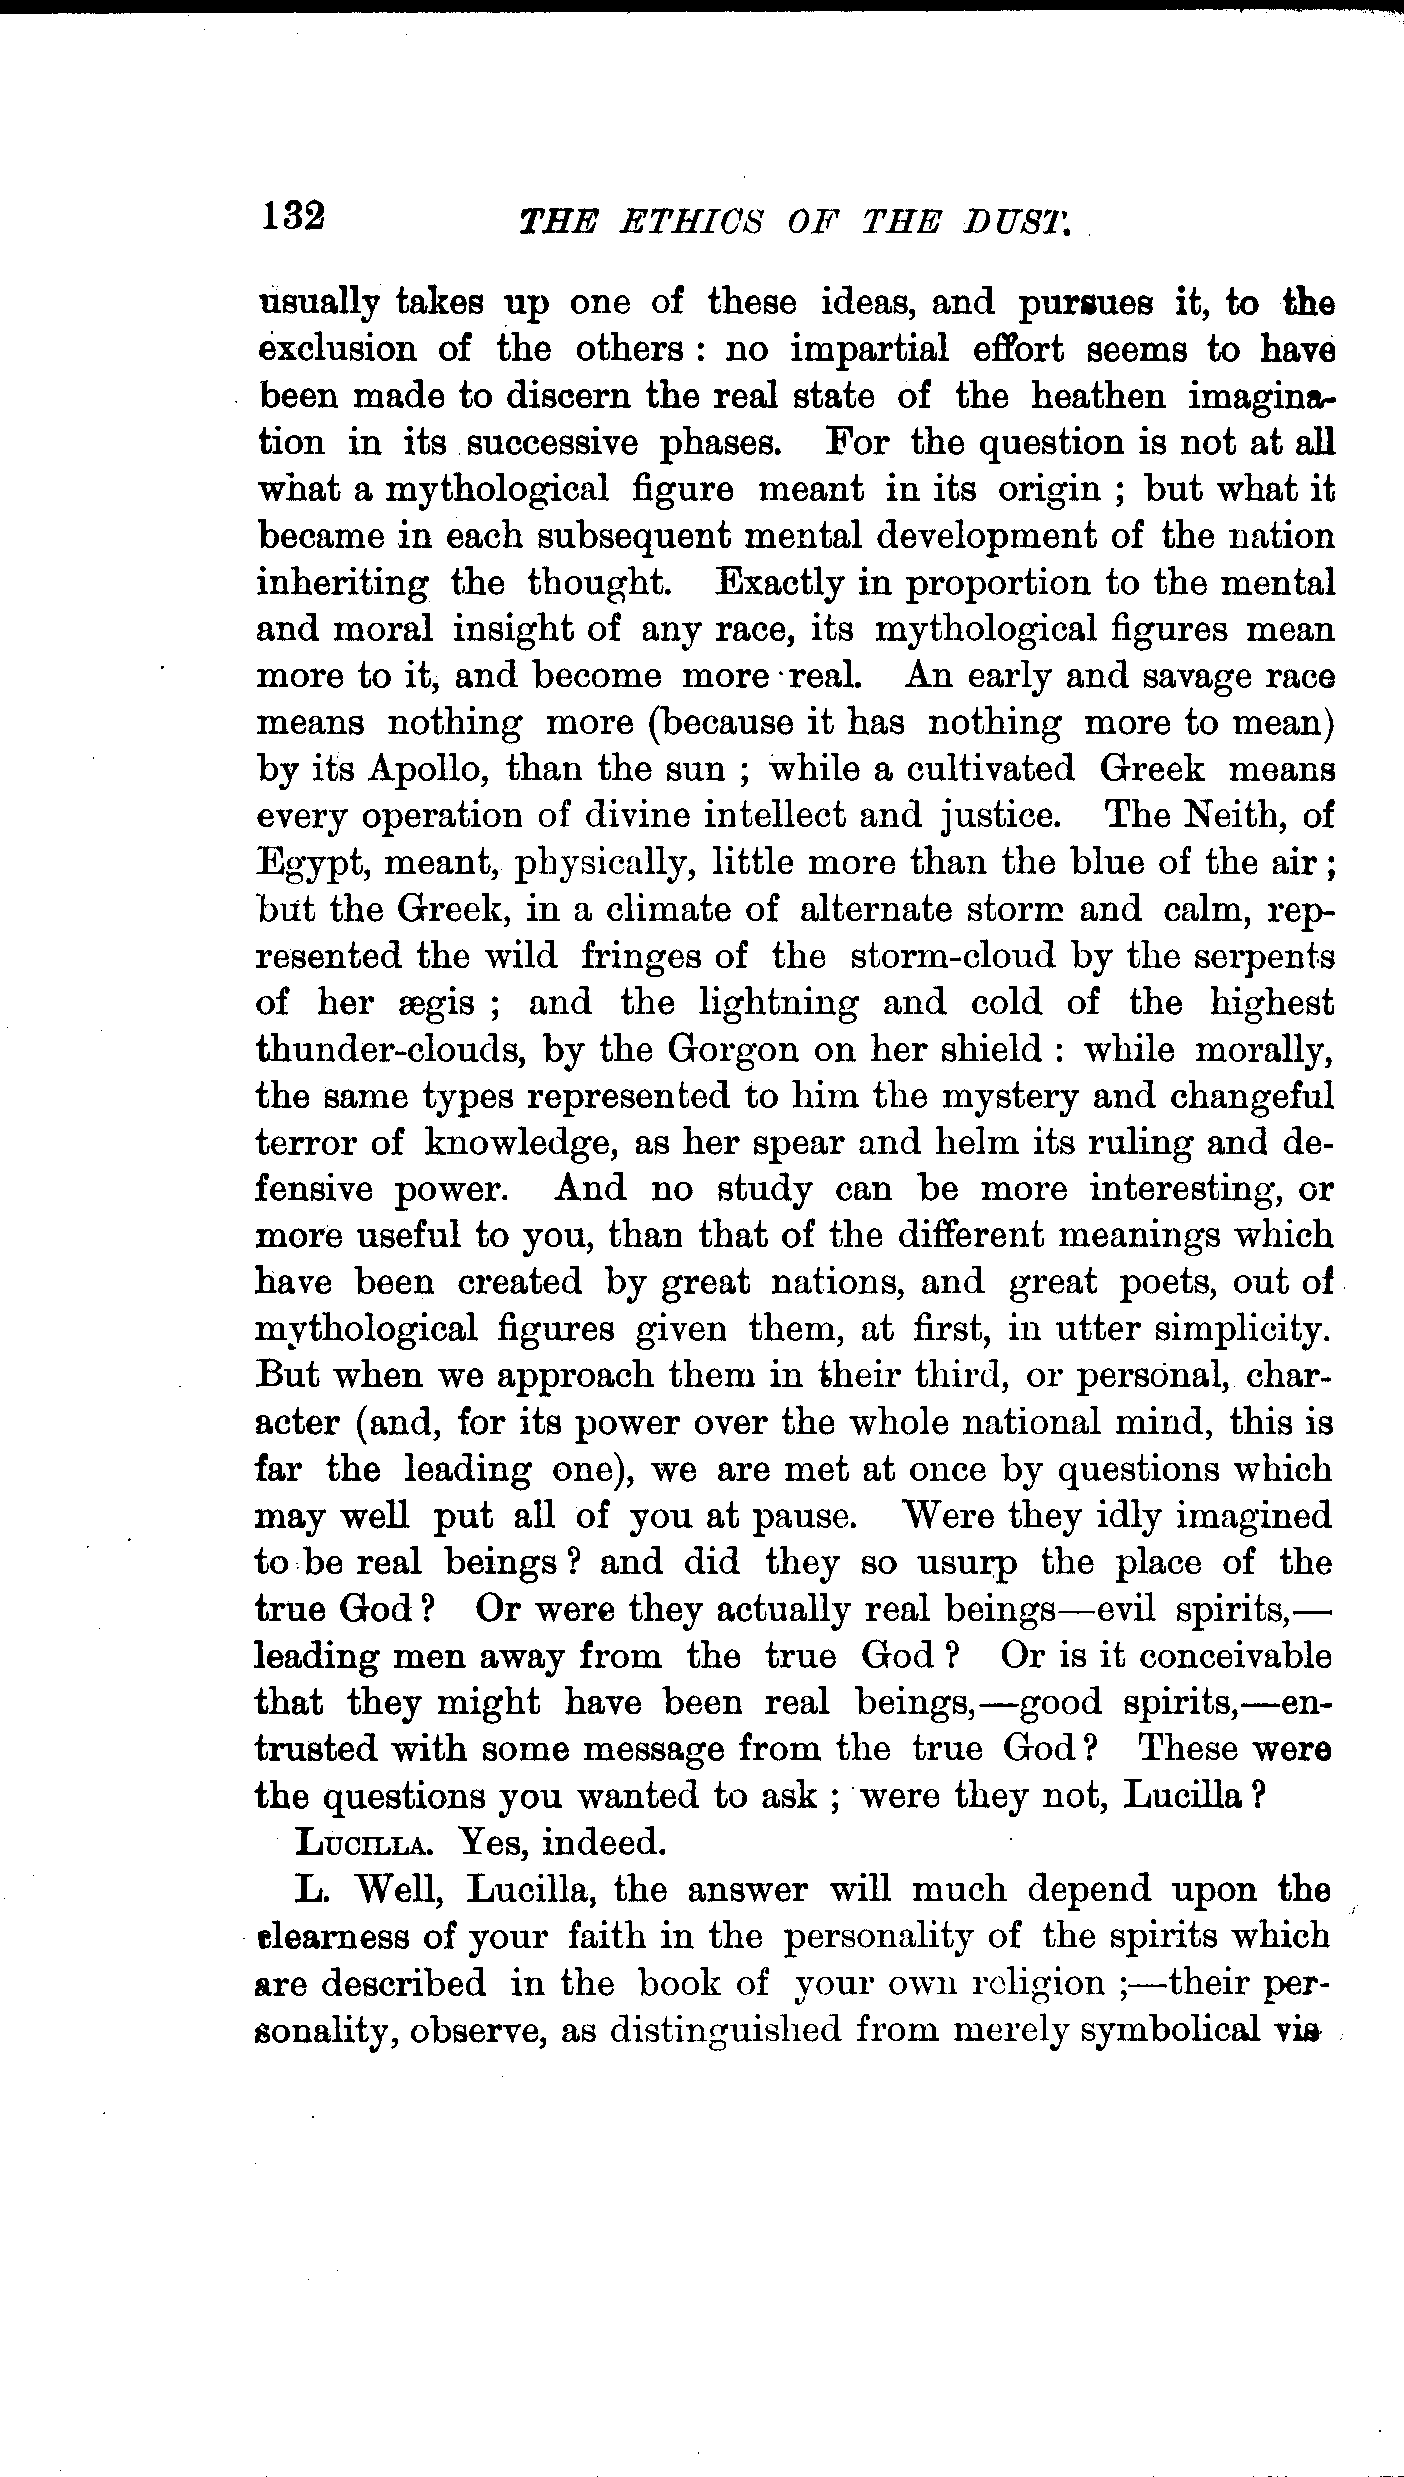 132 THE ETHICS OF THE DUST.
usually takes up one of these ideas, and pursues it, to the
exclusion of the others : no impartial effort seems to have
been made to discern the real state of the heathen imagina-
tion in its successive phases. For the question is not at all
what a mythological figure meant in its origin ; but what it
became in each subsequent mental development of the nation
inheriting the thought. Exactly in proportion to the mental
and moral insight of any race, its mythological figures mean
more to it, and become more real. An early and savage race
means nothing more (because it has nothing more to mean)
by its Apollo, than the sun ; while a cultivated Greek means
every operation of divine intellect and justice. The Neith, of
Egypt, meant, physically, little more than the blue of the air ;
but the Greek, in a climate of alternate storm and calm, rep-
resented the wild fringes of the storm-cloud by the serpents
of her ægis ; and the lightning and cold of the highest
thunder-clouds, by the Gorgon on her shield : while morally,
the same types represented to him the mystery and changeful
terror of knowledge, as her spear and helm its ruling and de-
fensive power. And no study can be more interesting, or
more useful to you, than that of the different meanings which
have been created by great nations, and great poets, out of
mythological figures given them, at first, in utter simplicity.
But when we approach them in their third, or personal, char-
acter (and, for its power over the whole national mind, this is
far the leading one), we are met at once by questions which
may well put all of you at pause. Were they idly imagined
to be real beings ? and did they so usurp the place of the
true God ? Or were they actually real beings—evil spirits,—
leading men away from the true God ? Or is it conceivable
that they might have been real beings,—good spirits,—en-
trusted with some message from the true God ? These were
the questions you wanted to ask ; were they not, Lucilla ?
LUCILLA. Yes, indeed.
L. Well, Lucilla, the answer will much depend upon the
clearness of your faith in the personality of the spirits which
are described in the book of your own religion ;—their per-
sonality, observe, as distinguished from merely symbolical vis-